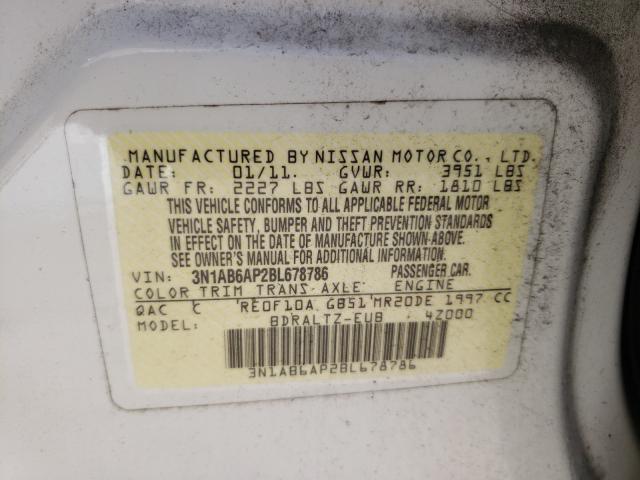 MANUFACTURED BY NISSAN MOTOR CO., LTD.
DATE: 01/11. GVWR: 3951 LBS
GAWR FR: 2227 LBS GAWR RR: 1810 LBS
THIS VEHICLE CONFORMS TO ALL APPLICABLE FEDERAL MOTOR
VEHICLE SAFETY, BUMPER AND THEFT PREVENTION STANDARDS
IN EFFECT ON THE DATE OF MANUFACTURE SHOWN ABOVE.
SEE OWNER'S MANUAL FOR ADDITIONAL INFORMATION.
VIN: 3N1AB6AP2BL678786 PASSENGER CAR.
COLOR TRIM TRANS-AXLE ENGINE
QAC C RE0F10A GB51 MR20DE 1997 CC
MODEL: BDRALTZ-EUB 4Z000
3N1AB6AP2BL678786